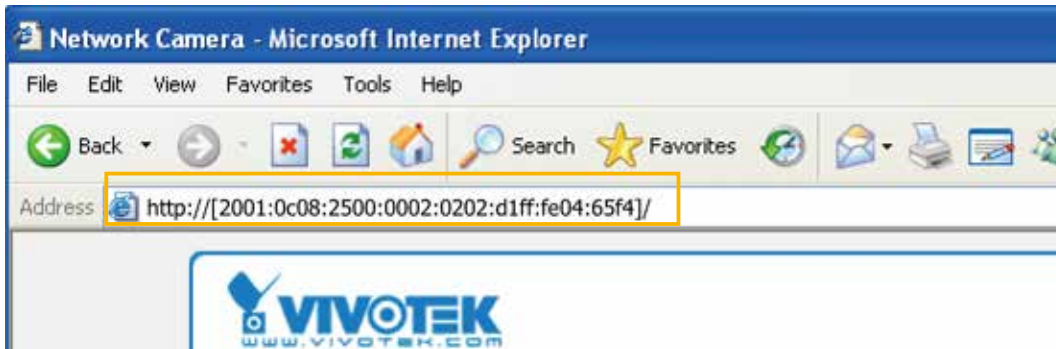 Network Camera - Microsoft Internet Explorer
File Edit View Favorites Tools Help
Back Search Favorites
Address http://[2001:0c08:2500:0002:0202:d1ff:fe04:65f4]/
VIVOTEK
www.vivotek.com